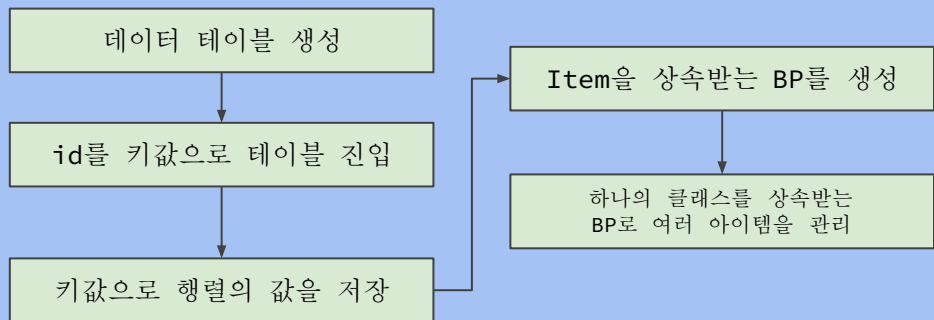 데이터 테이블 생성
id를 키값으로 테이블 진입
키값으로 행렬의 값을 저장
Item을 상속받는 BP를 생성
하나의 클래스를 상속받는
BP로 여러 아이템을 관리